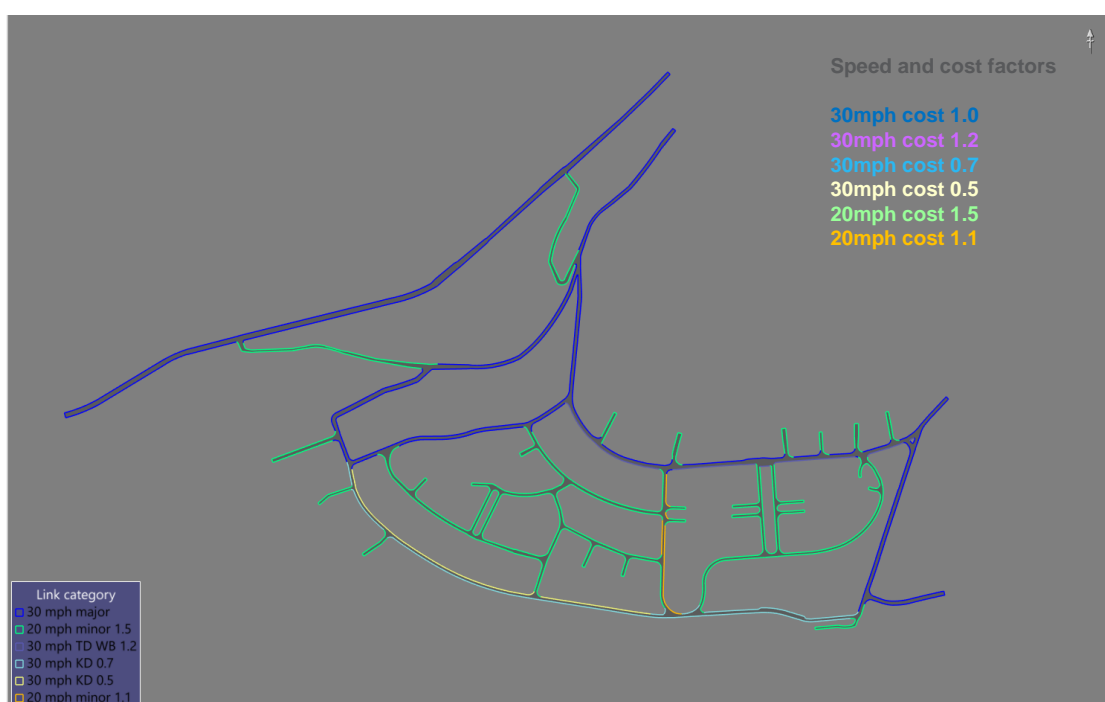 Speed and cost factors
30mph cost 1.0
30mph cost 1.2
30mph cost 0.7
30mph cost 0.5
20mph cost 1.5
20mph cost 1.1
Link category
30 mph major
20 mph minor 1.5
30 mph TD WB 1.2
30 mph KD 0.7
30 mph KD 0.5
20 mph minor 1.1